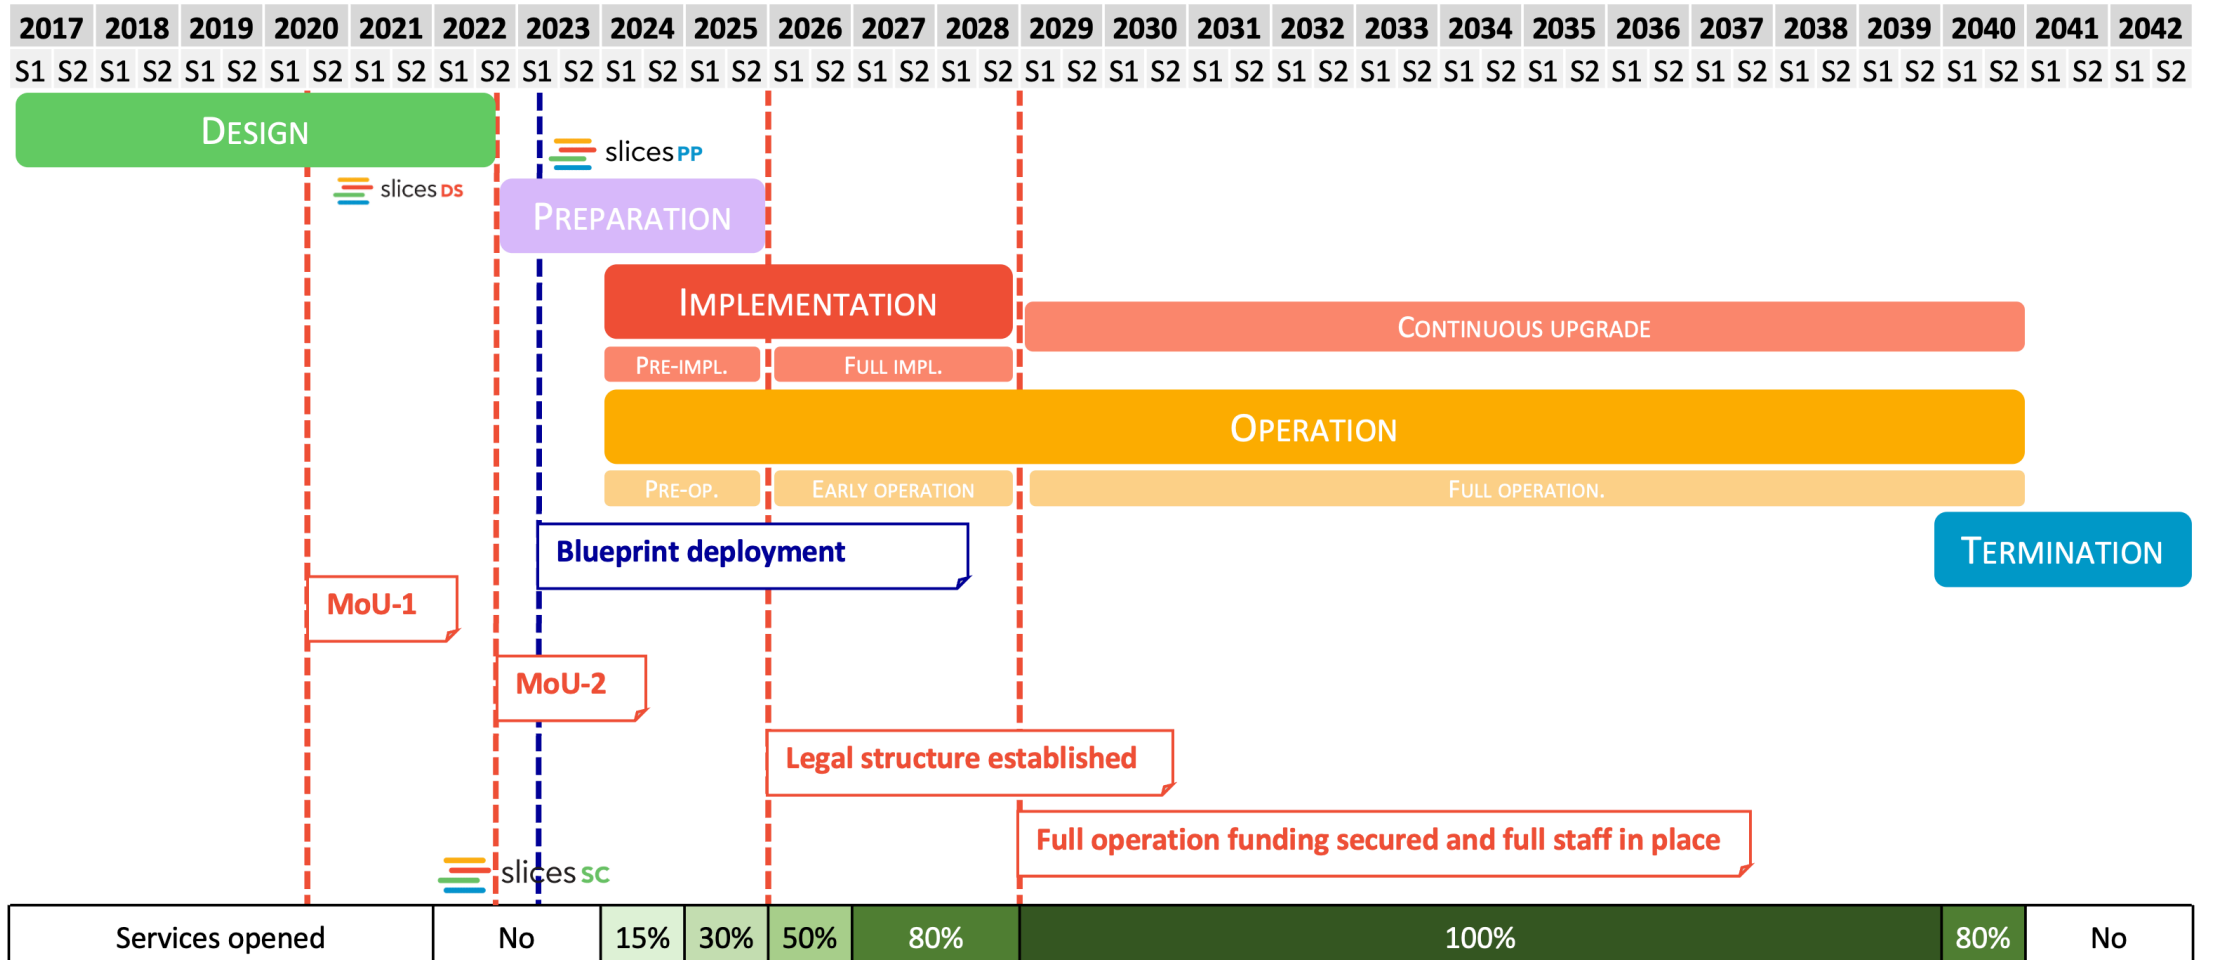 2017 2018 2019 2020 2021 2022 2023 2024 2025 2026 2027 2028 2029 2030 2031 2032 2033 2034 2035 2036 2037 2038 2039 2040 2041 2042
S1 S2 S1 S2 S1 S2 S1 S2 S1 S2 S1 S2 S1 S2 S1 S2 S1 S2 S1 S2 S1 S2 S1 S2 S1 S2 S1 S2 S1 S2 S1 S2 S1 S2 S1 S2 S1 S2 S1 S2 S1 S2 S1 S2 S1 S2 S1 S2 S1 S2 S1 S2
DESIGN
slices PP
slices DS
PREPARATION
IMPLEMENTATION
CONTINUOUS UPGRADE
PRE-IMPL. FULL IMPL.
OPERATION
PRE-OP. EARLY OPERATION FULL OPERATION.
Blueprint deployment
TERMINATION
MoU-1
MoU-2
Legal structure established
Full operation funding secured and full staff in place
slices SC
Services opened No 15% 30% 50% 80% 100% 80% No